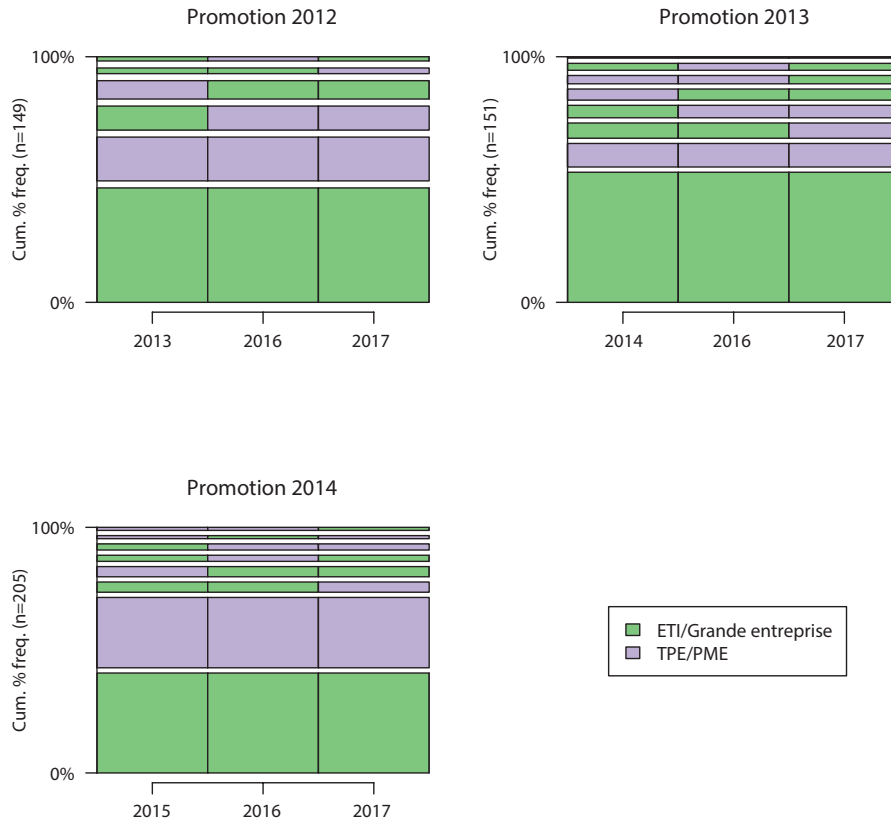 Promotion 2012
100%
Cum. % freq. (n=149)
0%
2013 2016 2017
Promotion 2013
100%
Cum. % freq. (n=151)
0%
2014 2016 2017
Promotion 2014
100%
Cum. % freq. (n=205)
0%
2015 2016 2017
ETI/Grande entreprise
TPE/PME